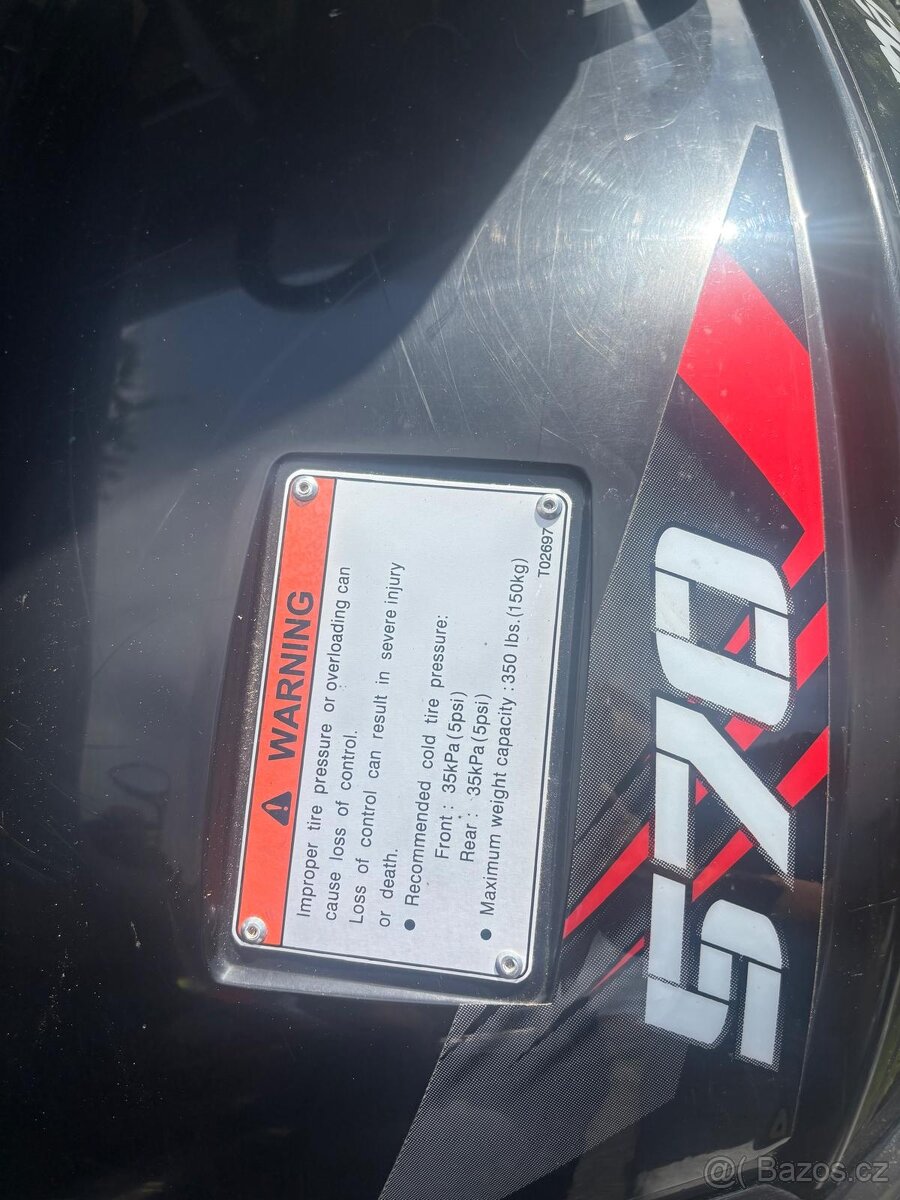 WARNING
Improper tire pressure or overloading can
cause loss of control.
Loss of control can result in severe injury
or death.
● Recommended cold tire pressure:
Front : 35kPa (5psi)
Rear : 35kPa (5psi)
● Maximum weight capacity : 350 lbs.(150kg)
T02697
570
@( Bazos.cz